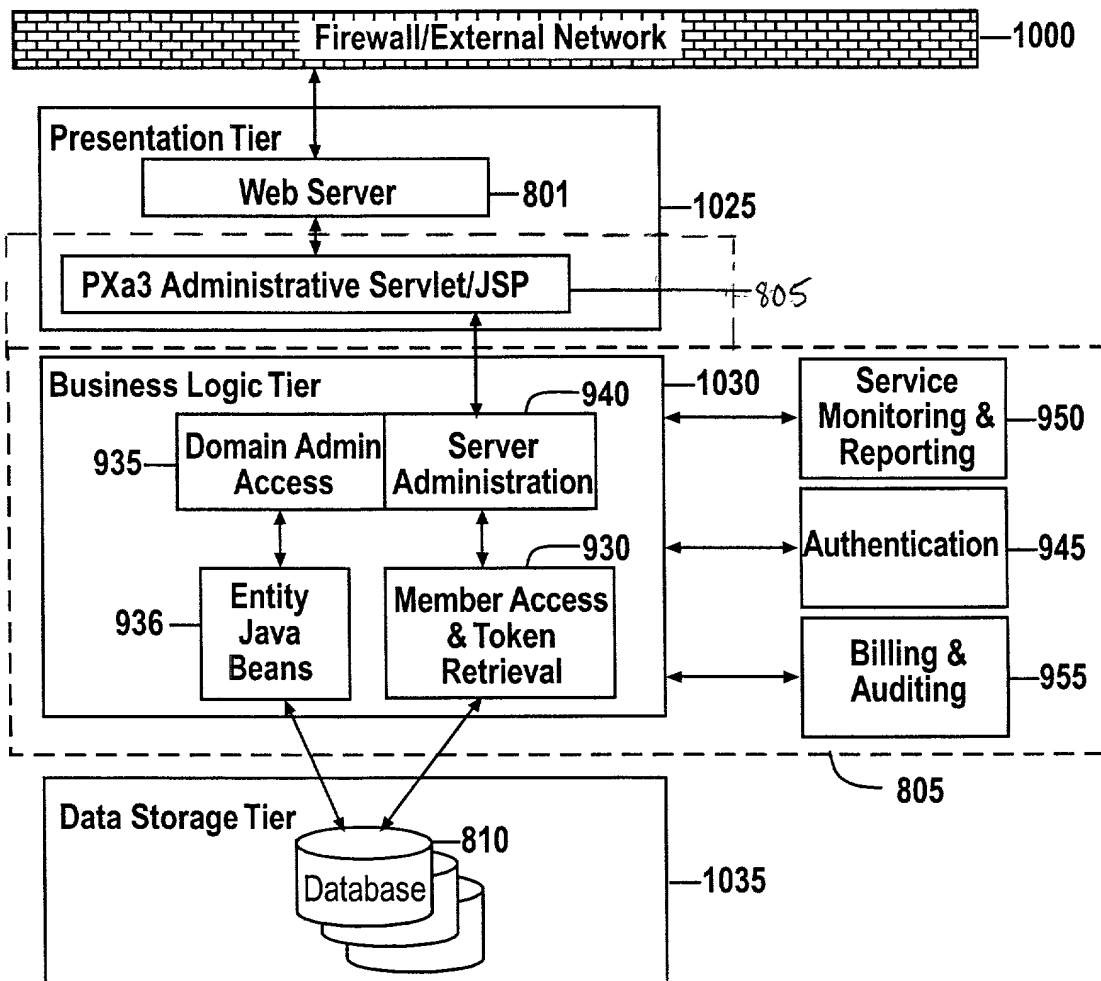 Firewall/External Network
1000
Presentation Tier
Web Server
801
1025
PXa3 Administrative Servlet/JSP
805
Business Logic Tier
1030
940
935
Domain Admin
Access
Server
Administration
Service
Monitoring &
Reporting
950
930
Authentication
945
936
Entity
Java
Beans
Member Access
& Token
Retrieval
Billing &
Auditing
955
805
Data Storage Tier
810
Database
1035